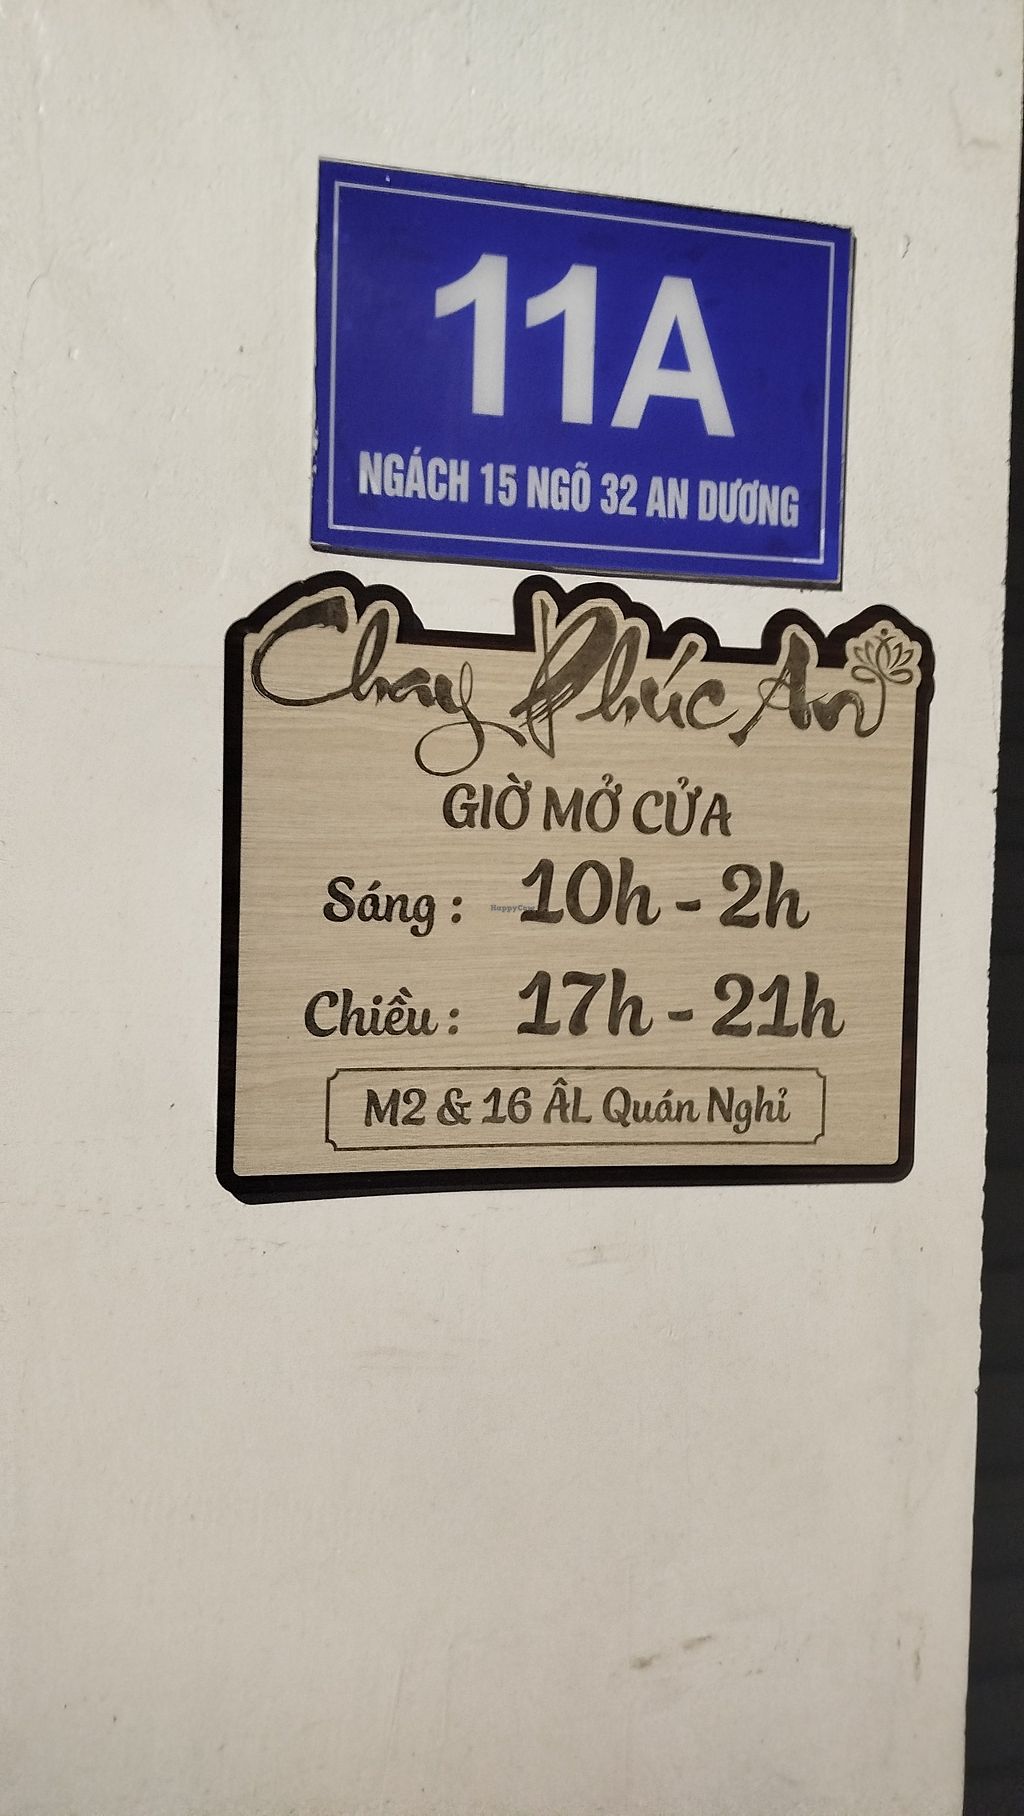 11A
NGÁCH 15 NGÕ 32 AN DƯƠNG
Chay Phúc An
GIỜ MỞ CỬA
Sáng : 10h - 2h
HappyCow
Chiều : 17h - 21h
M2 & 16 ÂL Quán Nghỉ